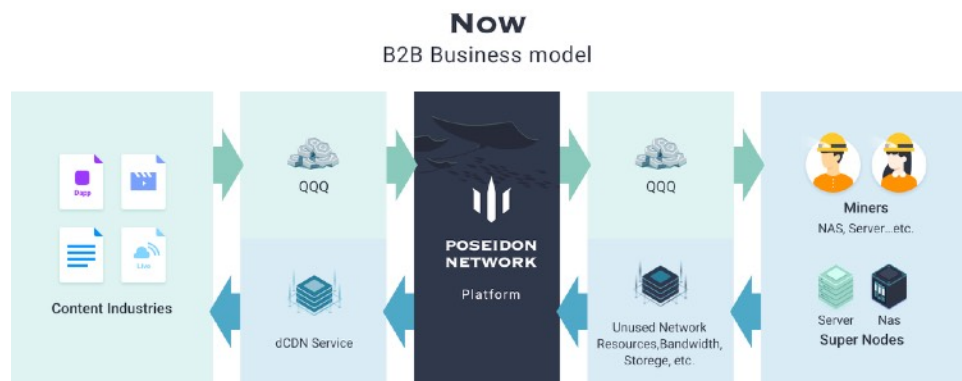 Now
B2B Business model
Dapp
Live
Content Industries
QQQ
dCDN Service
POSEIDON
NETWORK
Platform
QQQ
Unused Network
Resources,Bandwidth,
Storege, etc.
Miners
NAS, Server...etc.
Server
Nas
Super Nodes